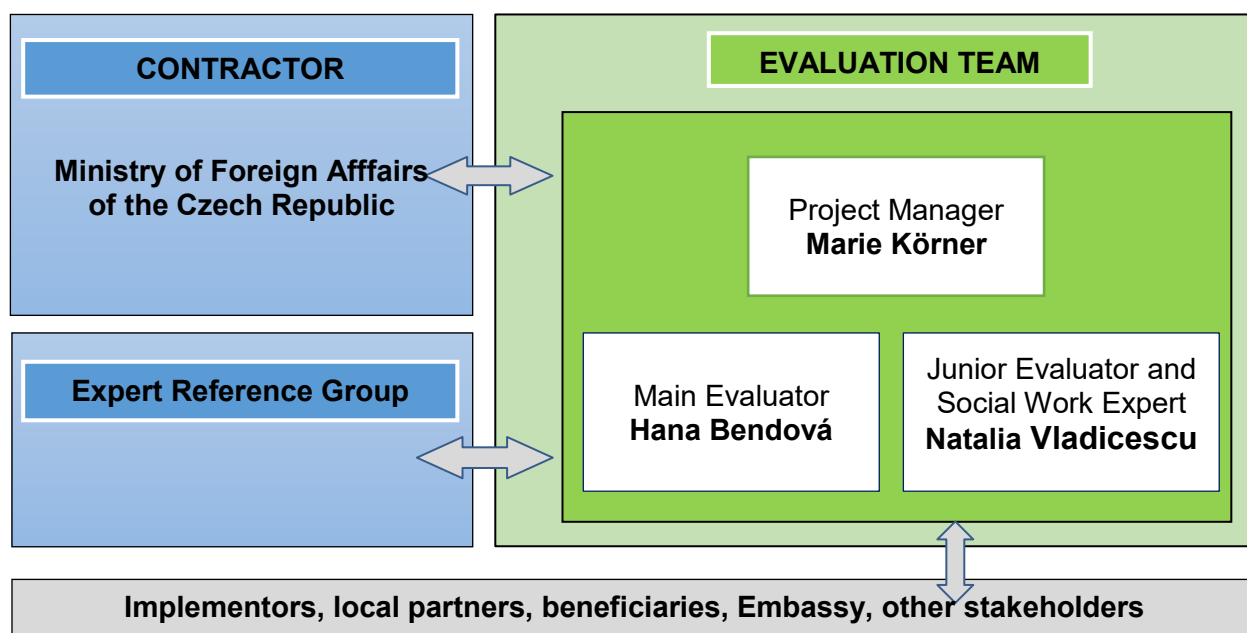 CONTRACTOR
Ministry of Foreign Afffairs
of the Czech Republic
Expert Reference Group
EVALUATION TEAM
Project Manager
Marie Körner
Main Evaluator
Hana Bendová
Junior Evaluator and
Social Work Expert
Natalia Vladicescu
Implementors, local partners, beneficiaries, Embassy, other stakeholders